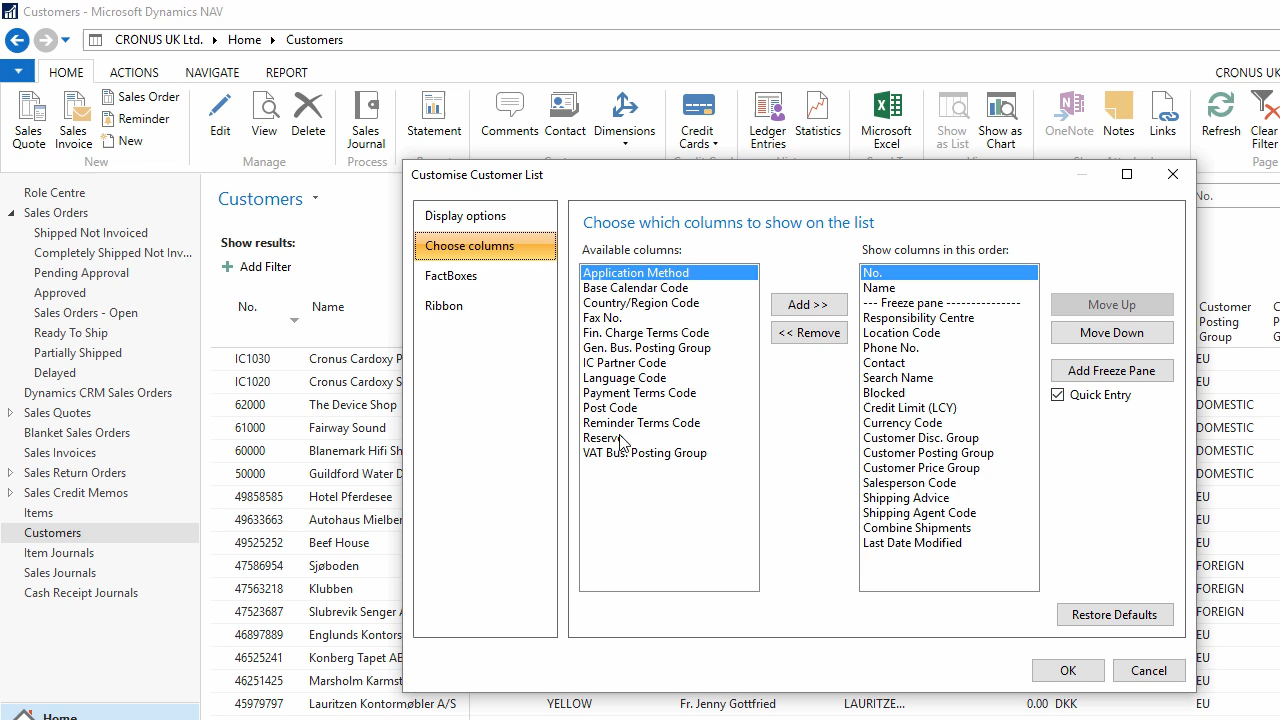 Customers - Microsoft Dynamics NAV
CRONUS UK Ltd. Home Customers
HOME ACTIONS NAVIGATE REPORT CRONUS UK
Sales Quote
Sales Invoice
Sales Order
Reminder
New
New
Edit
View
Delete
Manage
Sales Journal
Process
Statement
Comments
Contact
Dimensions
Credit Cards
Ledger Entries
Statistics
Microsoft Excel
Show as List
Show as Chart
OneNote
Notes
Links
Refresh
Clear Filter
Page
Role Centre
Sales Orders
Shipped Not Invoiced
Completely Shipped Not Inv...
Pending Approval
Approved
Sales Orders - Open
Ready To Ship
Partially Shipped
Delayed
Dynamics CRM Sales Orders
Sales Quotes
Blanket Sales Orders
Sales Invoices
Sales Return Orders
Sales Credit Memos
Items
Customers
Item Journals
Sales Journals
Cash Receipt Journals
Home
Customers
Show results:
Add Filter
No. Name
IC1030 Cronus Cardoxy P
IC1020 Cronus Cardoxy S
62000 The Device Shop
61000 Fairway Sound
60000 Blanemark Hifi Sh
50000 Guildford Water D
49858585 Hotel Pferdesee
49633663 Autohaus Mielber
49525252 Beef House
47586954 Sjøboden
47563218 Klubben
47523687 Slubrevik Senger A
46897889 Englunds Kontors
46525241 Konberg Tapet AB
46251425 Marsholm Karmst
45979797 Lauritzen Kontormøbler A/S YELLOW Fr. Jenny Gottfried LAURITZE... 0.00 DKK EU
Customise Customer List
Display options
Choose columns
FactBoxes
Ribbon
Choose which columns to show on the list
Available columns:
Application Method
Base Calendar Code
Country/Region Code
Fax No.
Fin. Charge Terms Code
Gen. Bus. Posting Group
IC Partner Code
Language Code
Payment Terms Code
Post Code
Reminder Terms Code
Reserve
VAT Bus. Posting Group
Add >>
<< Remove
Show columns in this order:
No.
Name
--- Freeze pane ---------------
Responsibility Centre
Location Code
Phone No.
Contact
Search Name
Blocked
Credit Limit (LCY)
Currency Code
Customer Disc. Group
Customer Posting Group
Customer Price Group
Salesperson Code
Shipping Advice
Shipping Agent Code
Combine Shipments
Last Date Modified
Move Up
Move Down
Add Freeze Pane
Quick Entry
Restore Defaults
OK Cancel
No.
Customer Posting Group
EU
EU
DOMESTIC
DOMESTIC
DOMESTIC
DOMESTIC
EU
EU
EU
FOREIGN
FOREIGN
FOREIGN
EU
EU
EU